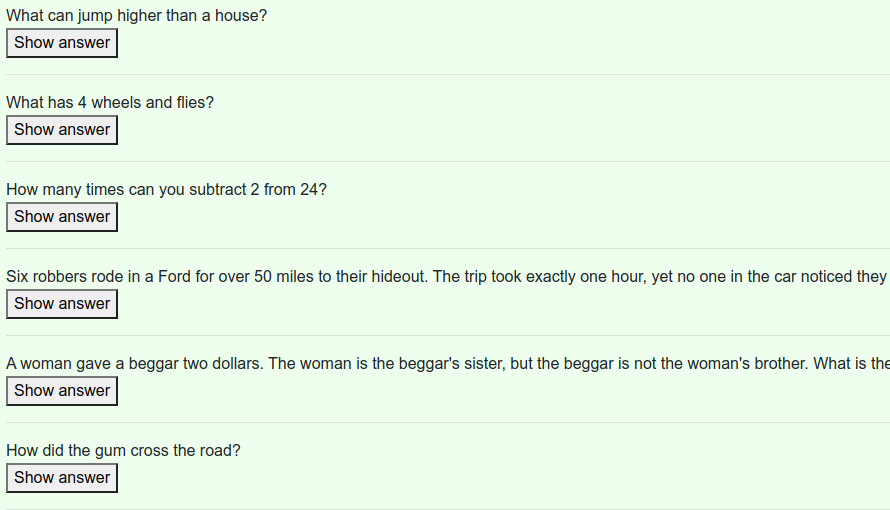 What can jump higher than a house?
Show answer
What has 4 wheels and flies?
Show answer
How many times can you subtract 2 from 24?
Show answer
Six robbers rode in a Ford for over 50 miles to their hideout. The trip took exactly one hour, yet no one in the car noticed they
Show answer
A woman gave a beggar two dollars. The woman is the beggar's sister, but the beggar is not the woman's brother. What is the
Show answer
How did the gum cross the road?
Show answer